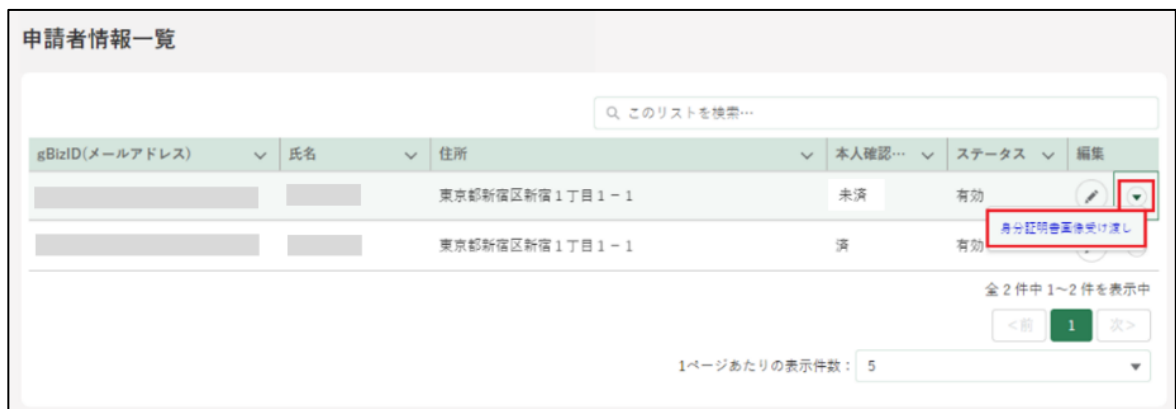 申請者情報一覧
このリストを検索…
gBizID(メールアドレス) 氏名 住所 本人確認… ステータス 編集
東京都新宿区新宿1丁目1-1 未済 有効
身分証明書画像受け渡し
東京都新宿区新宿1丁目1-1 済 有効
全2件中1~2件を表示中
<前 1 次>
1ページあたりの表示件数： 5